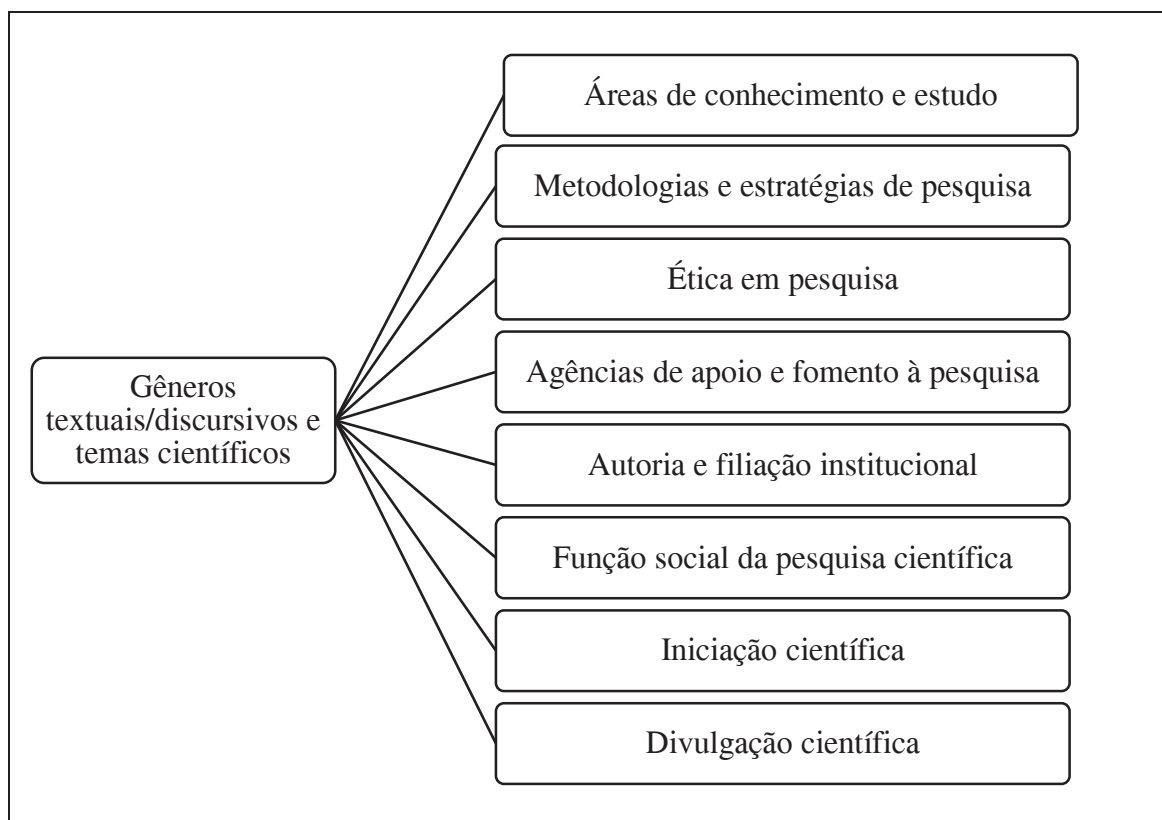 Áreas de conhecimento e estudo
Metodologias e estratégias de pesquisa
Ética em pesquisa
Agências de apoio e fomento à pesquisa
Gêneros
textuais/discursivos e
temas científicos
Autoria e filiação institucional
Função social da pesquisa científica
Iniciação científica
Divulgação científica